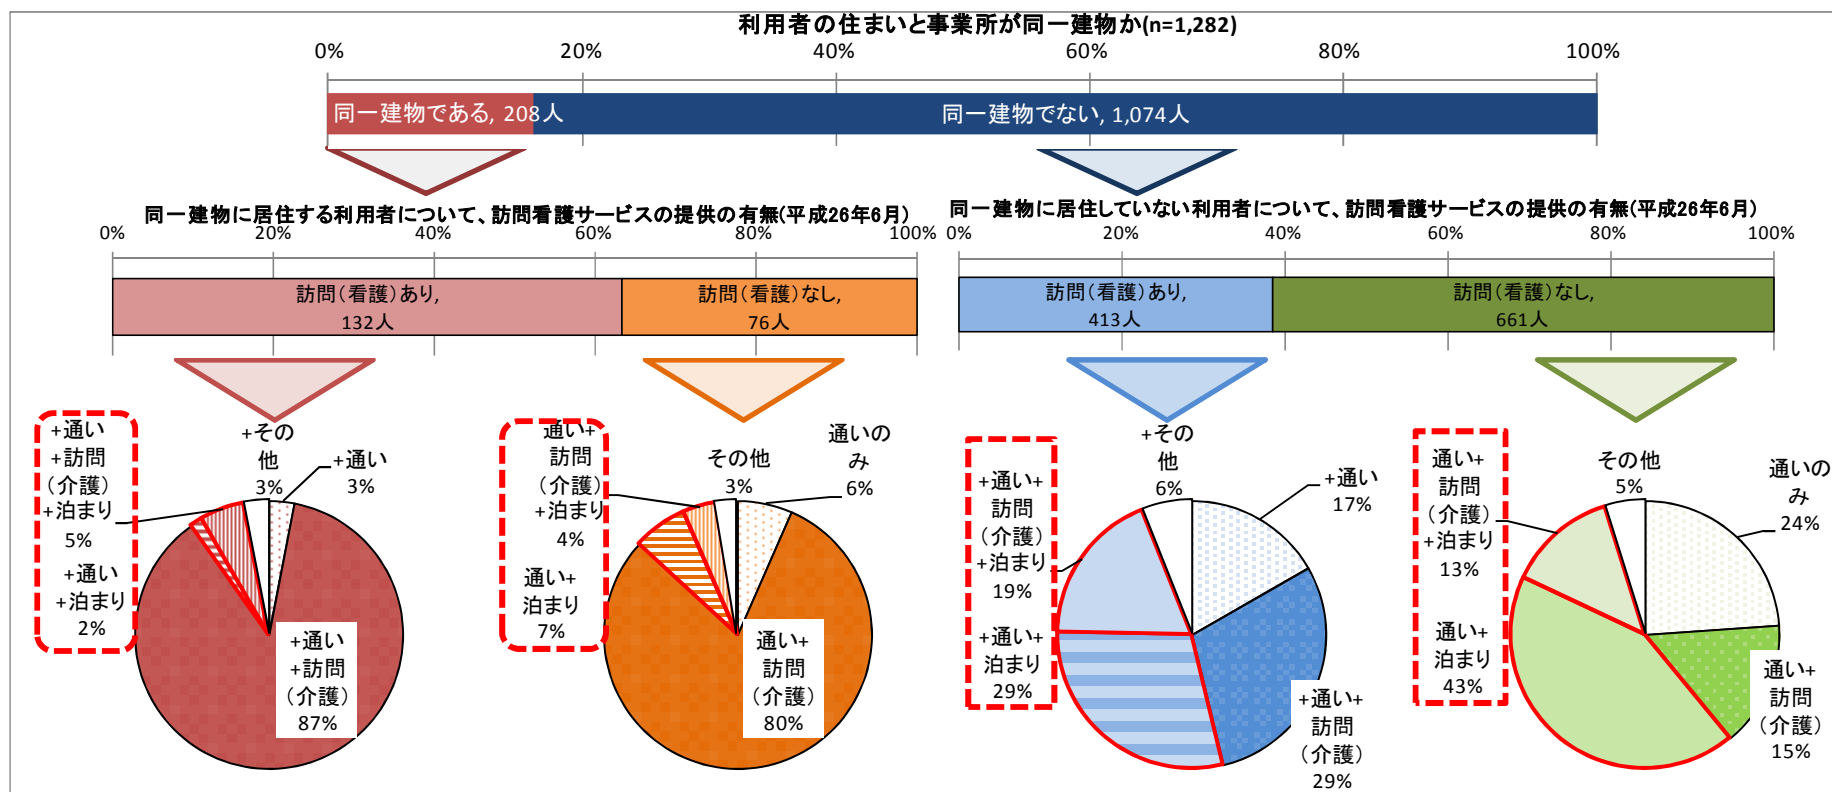 利用者の住まいと事業所が同一建物か(n=1,282)
0% 20% 40% 60% 80% 100%
同一建物である, 208人
同一建物でない, 1,074人
同一建物に居住する利用者について、訪問看護サービスの提供の有無(平成26年6月)
0% 20% 40% 60% 80% 100%
訪問(看護)あり,
132人
訪問(看護)なし,
76人
同一建物に居住していない利用者について、訪問看護サービスの提供の有無(平成26年6月)
0% 20% 40% 60% 80% 100%
訪問(看護)あり,
413人
訪問(看護)なし,
661人
+通い
+訪問
(介護)
+泊まり
5%
+通い
+泊まり
2%
+その
他
3%
+通い
3%
+通い
+訪問
(介護)
87%
通い+
訪問
(介護)
+泊まり
4%
通い+
泊まり
7%
その他
3%
通いのみ
6%
通い+
訪問
(介護)
80%
+通い+
訪問
(介護)
+泊まり
19%
+通い+
泊まり
29%
+その
他
6%
+通い
17%
+通い+
訪問
(介護)
29%
通い+
訪問
(介護)
+泊まり
13%
通い+
泊まり
43%
その他
5%
通いの
み
24%
通い+
訪問
(介護)
15%